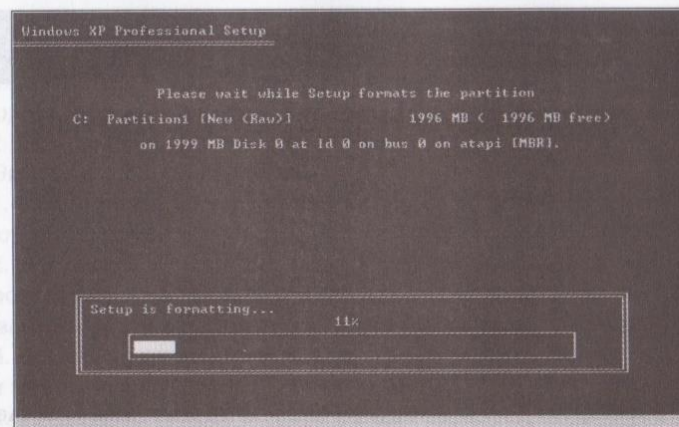 Windows XP Professional Setup
Please wait while Setup formats the partition
C: Partition1 [New (Raw)] 1996 MB ( 1996 MB free)
on 1999 MB Disk 0 at Id 0 on bus 0 on atapi [MBR].
Setup is formatting...
11%